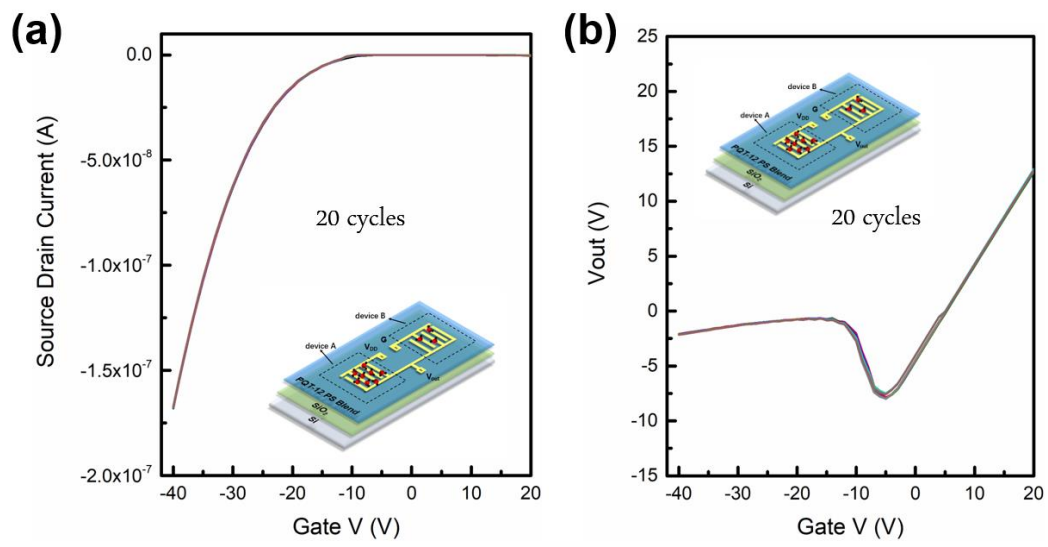 (a)
0.0
-5.0x10⁻⁸
-1.0x10⁻⁷
-1.5x10⁻⁷
-2.0x10⁻⁷
Source Drain Current (A)
20 cycles
device B
device A
G
V_DD
V_out
PQT-12 PS Blend
SiO₂
Si
-40 -30 -20 -10 0 10 20
Gate V (V)
(b)
25
20
15
10
5
0
-5
-10
-15
Vout (V)
device B
device A
G
V_DD
V_out
PQT-12 PS Blend
SiO₂
Si
20 cycles
-40 -30 -20 -10 0 10 20
Gate V (V)